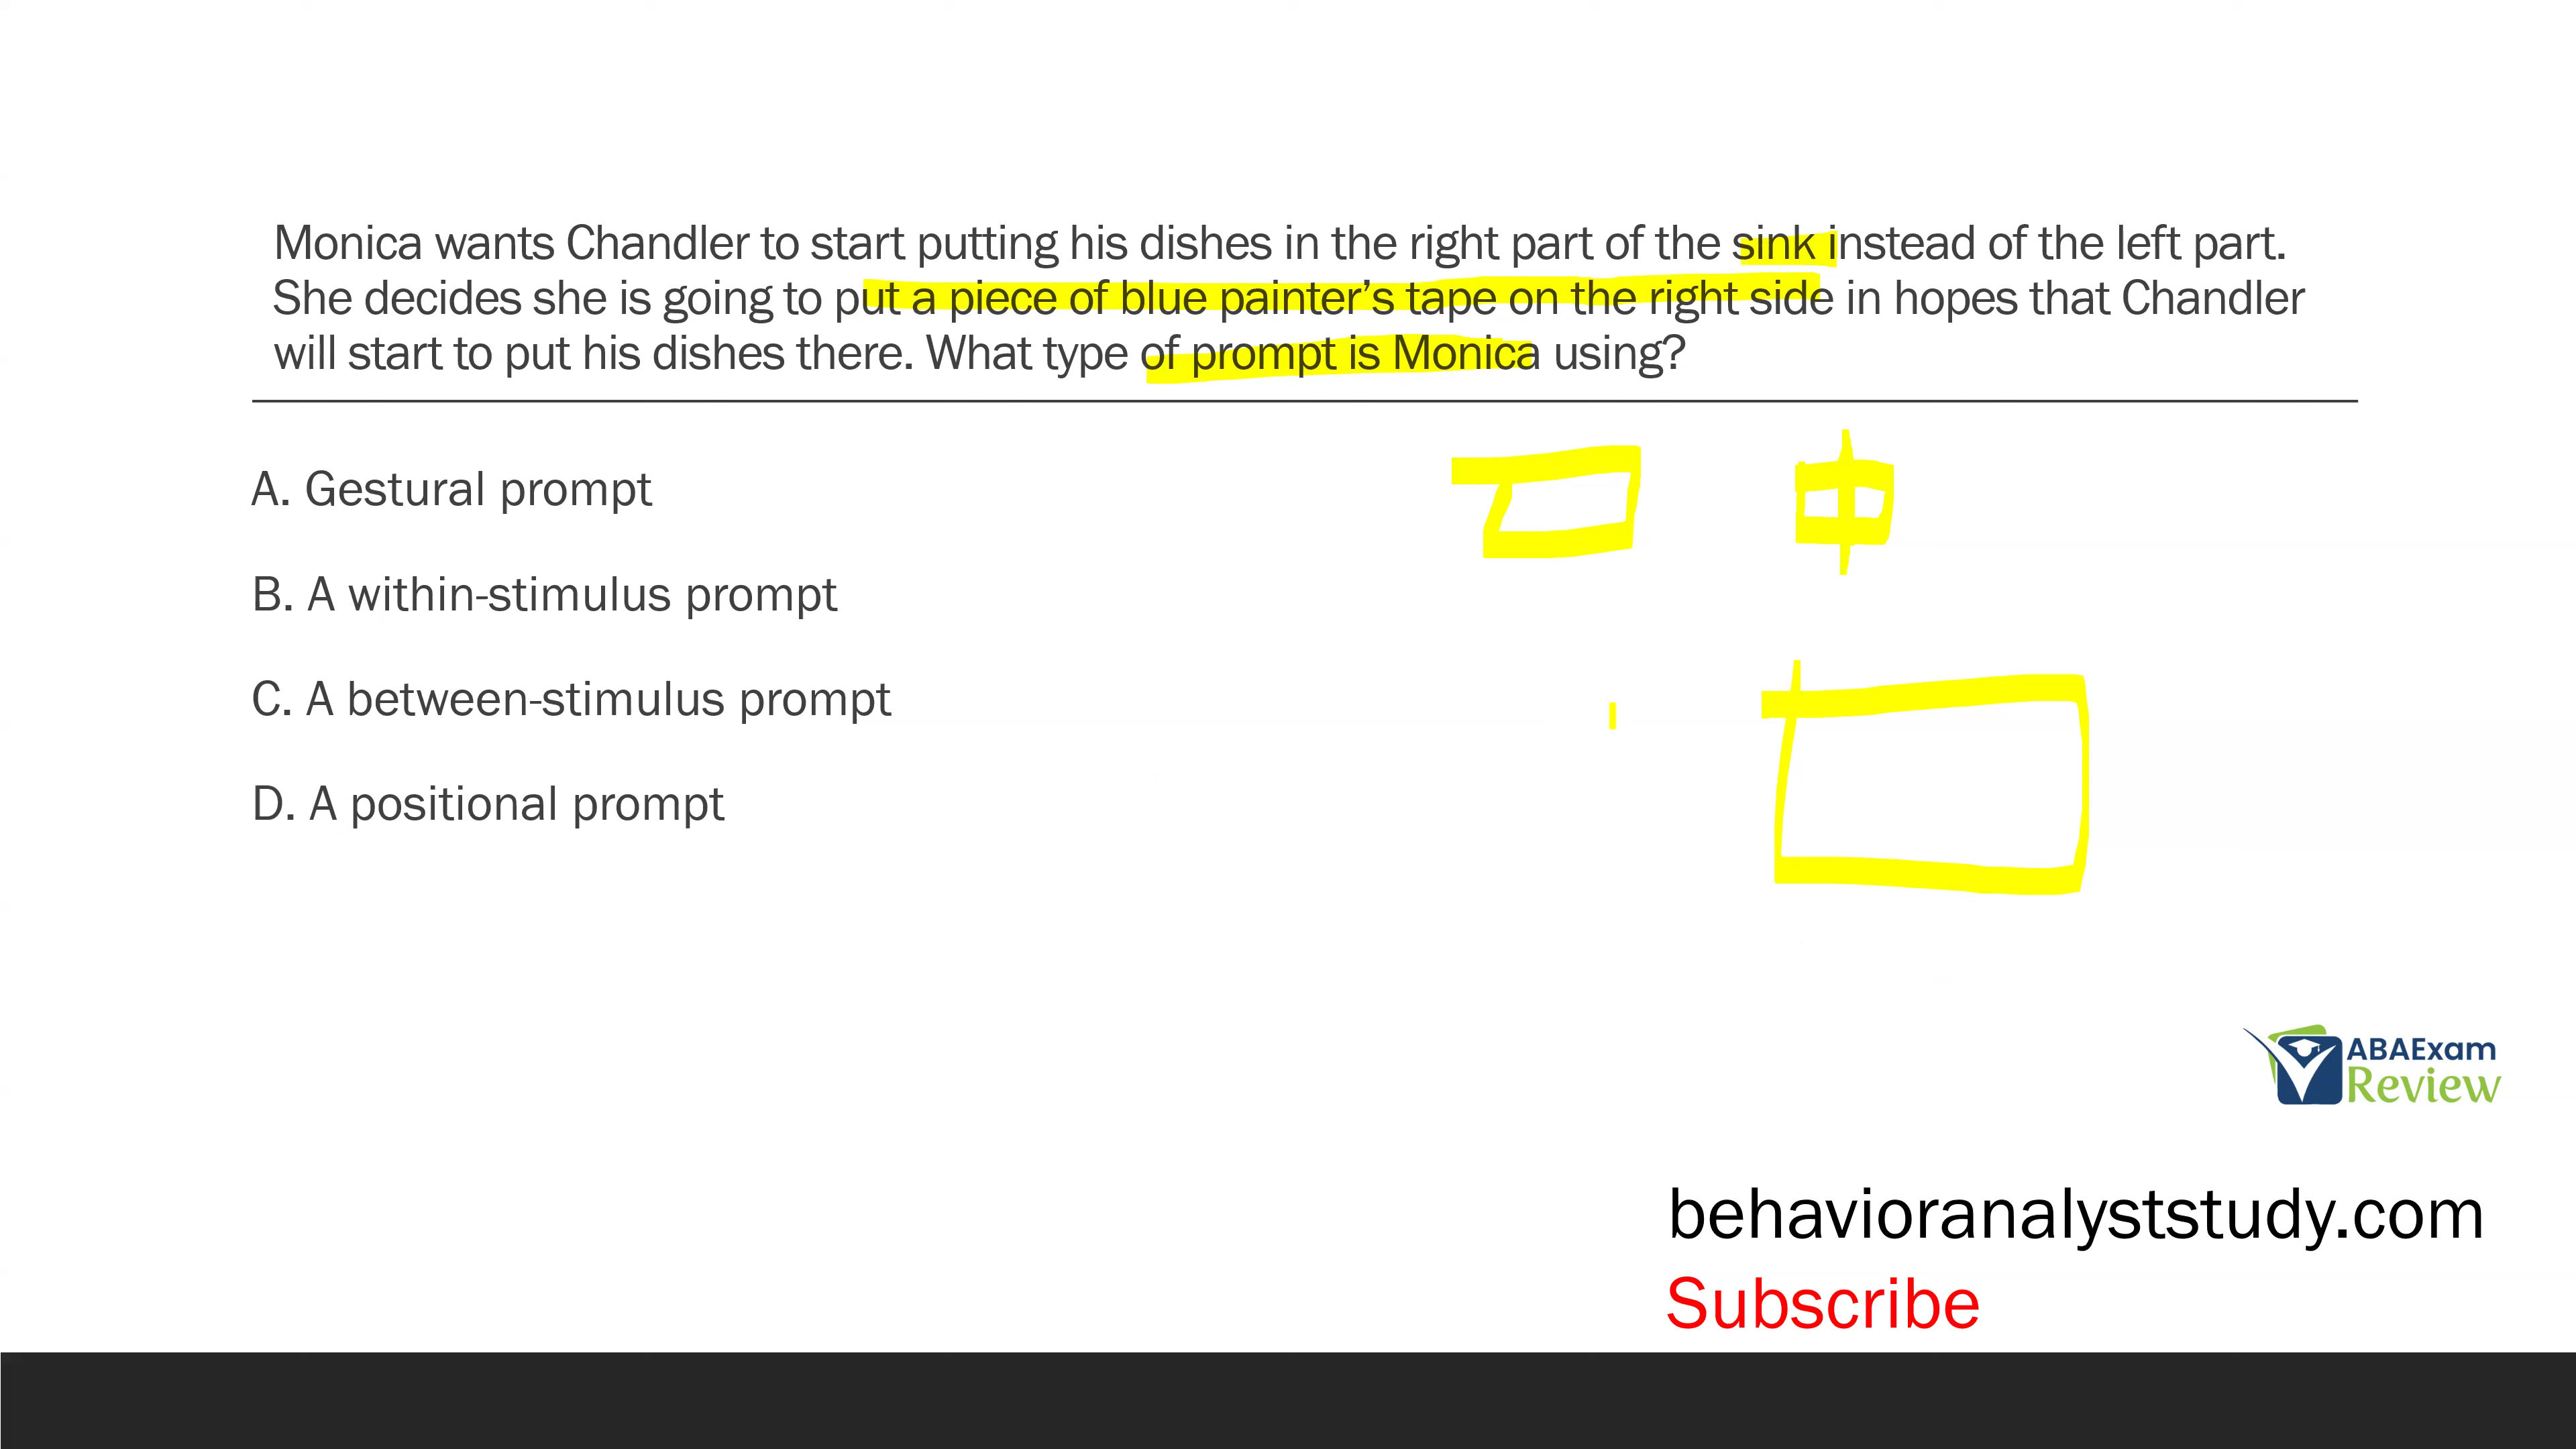 Monica wants Chandler to start putting his dishes in the right part of the sink instead of the left part.
She decides she is going to put a piece of blue painter’s tape on the right side in hopes that Chandler
will start to put his dishes there. What type of prompt is Monica using?
A. Gestural prompt
B. A within-stimulus prompt
C. A between-stimulus prompt
D. A positional prompt
ABAExam
Review
behavioranalyststudy.com
Subscribe